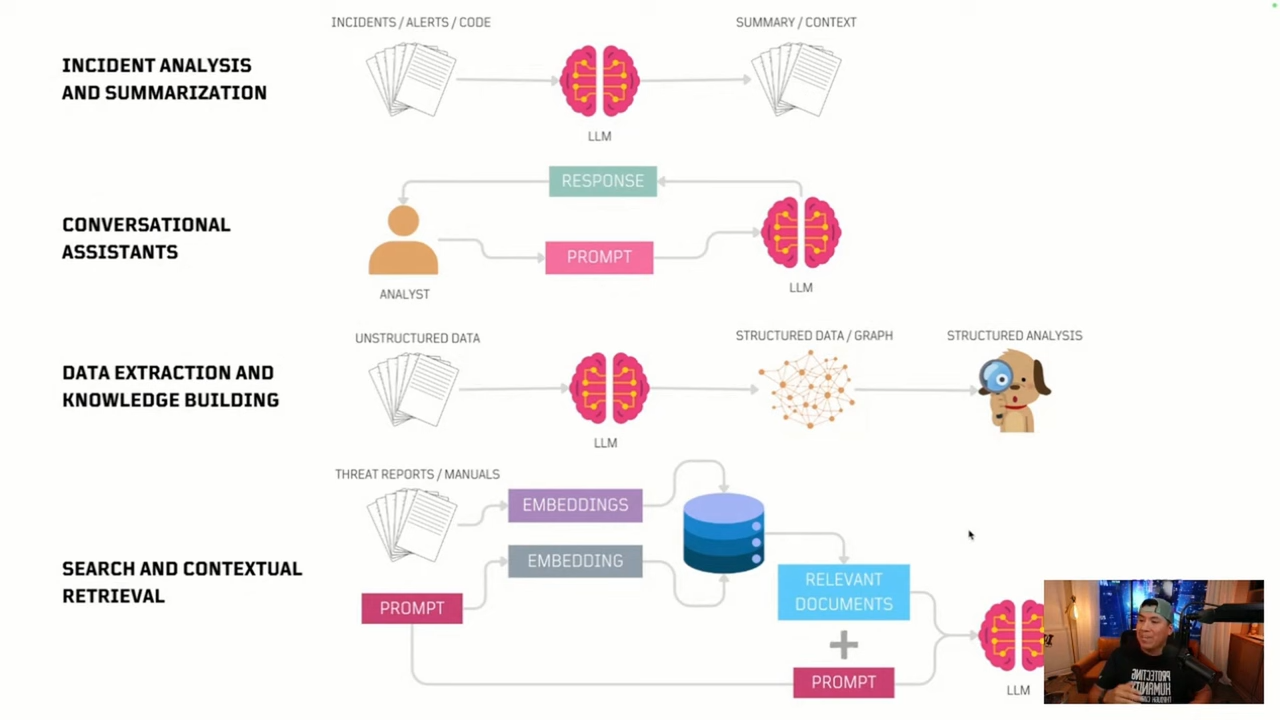 INCIDENTS / ALERTS / CODE
SUMMARY / CONTEXT
INCIDENT ANALYSIS
AND SUMMARIZATION
LLM
RESPONSE
CONVERSATIONAL
ASSISTANTS
PROMPT
ANALYST
LLM
UNSTRUCTURED DATA
STRUCTURED DATA / GRAPH
STRUCTURED ANALYSIS
DATA EXTRACTION AND
KNOWLEDGE BUILDING
LLM
THREAT REPORTS / MANUALS
EMBEDDINGS
EMBEDDING
SEARCH AND CONTEXTUAL
RETRIEVAL
PROMPT
RELEVANT
DOCUMENTS
+
PROMPT
LLM
PROTECTING
HUMANITY